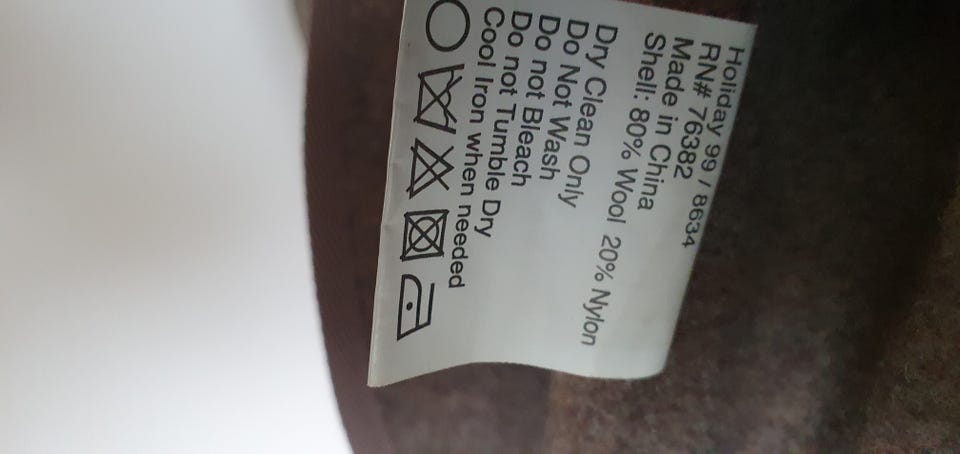 Holiday 99 / 8634
RN# 76382
Made in China
Shell: 80% Wool 20% Nylon
Dry Clean Only
Do Not Wash
Do not Bleach
Do not Tumble Dry
Cool Iron when needed